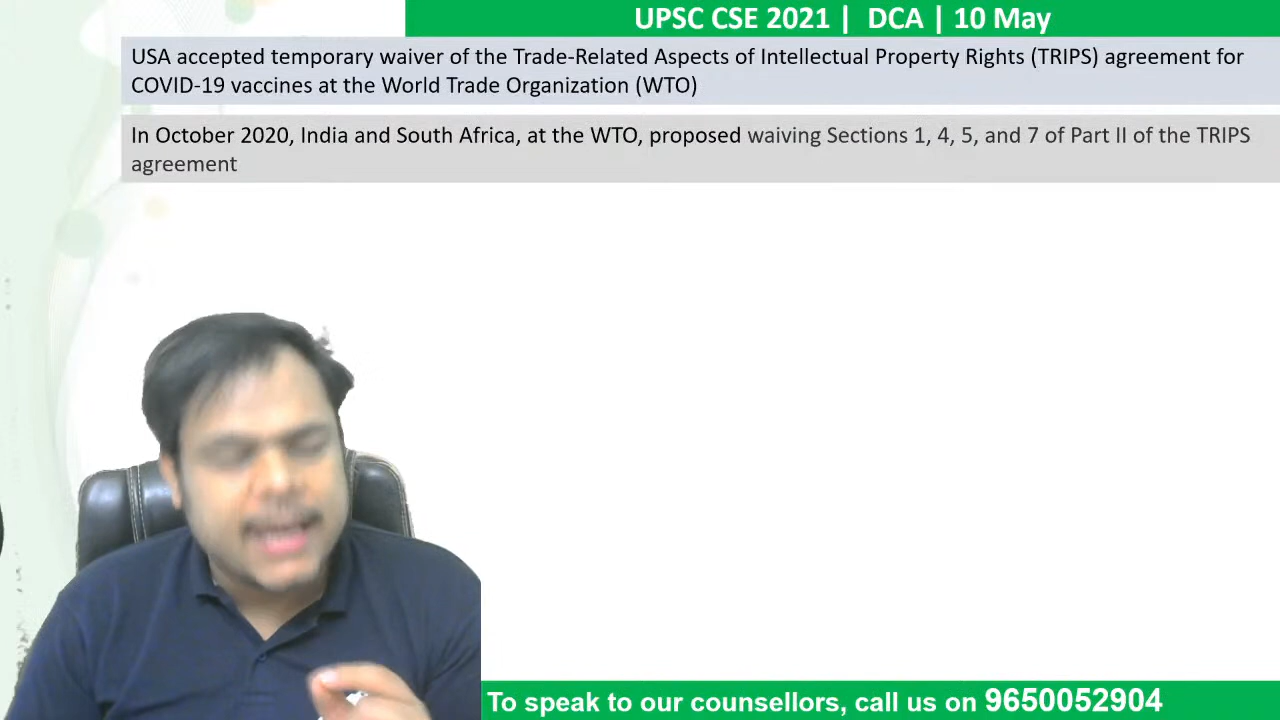 UPSC CSE 2021 | DCA | 10 May
USA accepted temporary waiver of the Trade-Related Aspects of Intellectual Property Rights (TRIPS) agreement for
COVID-19 vaccines at the World Trade Organization (WTO)
In October 2020, India and South Africa, at the WTO, proposed waiving Sections 1, 4, 5, and 7 of Part II of the TRIPS
agreement
To speak to our counsellors, call us on 9650052904